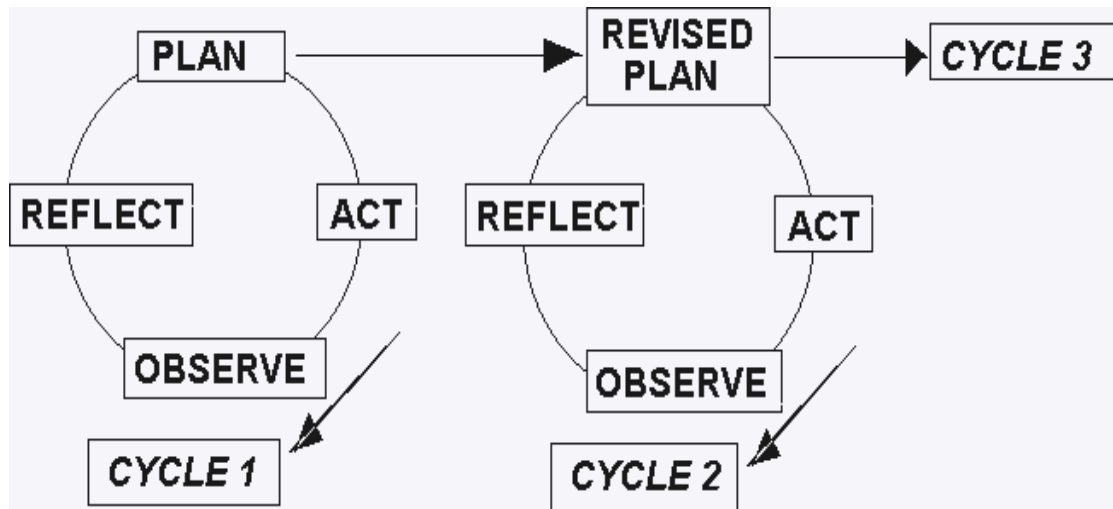 PLAN
REFLECT
ACT
OBSERVE
CYCLE 1
REVISED
PLAN
REFLECT
ACT
OBSERVE
CYCLE 2
CYCLE 3